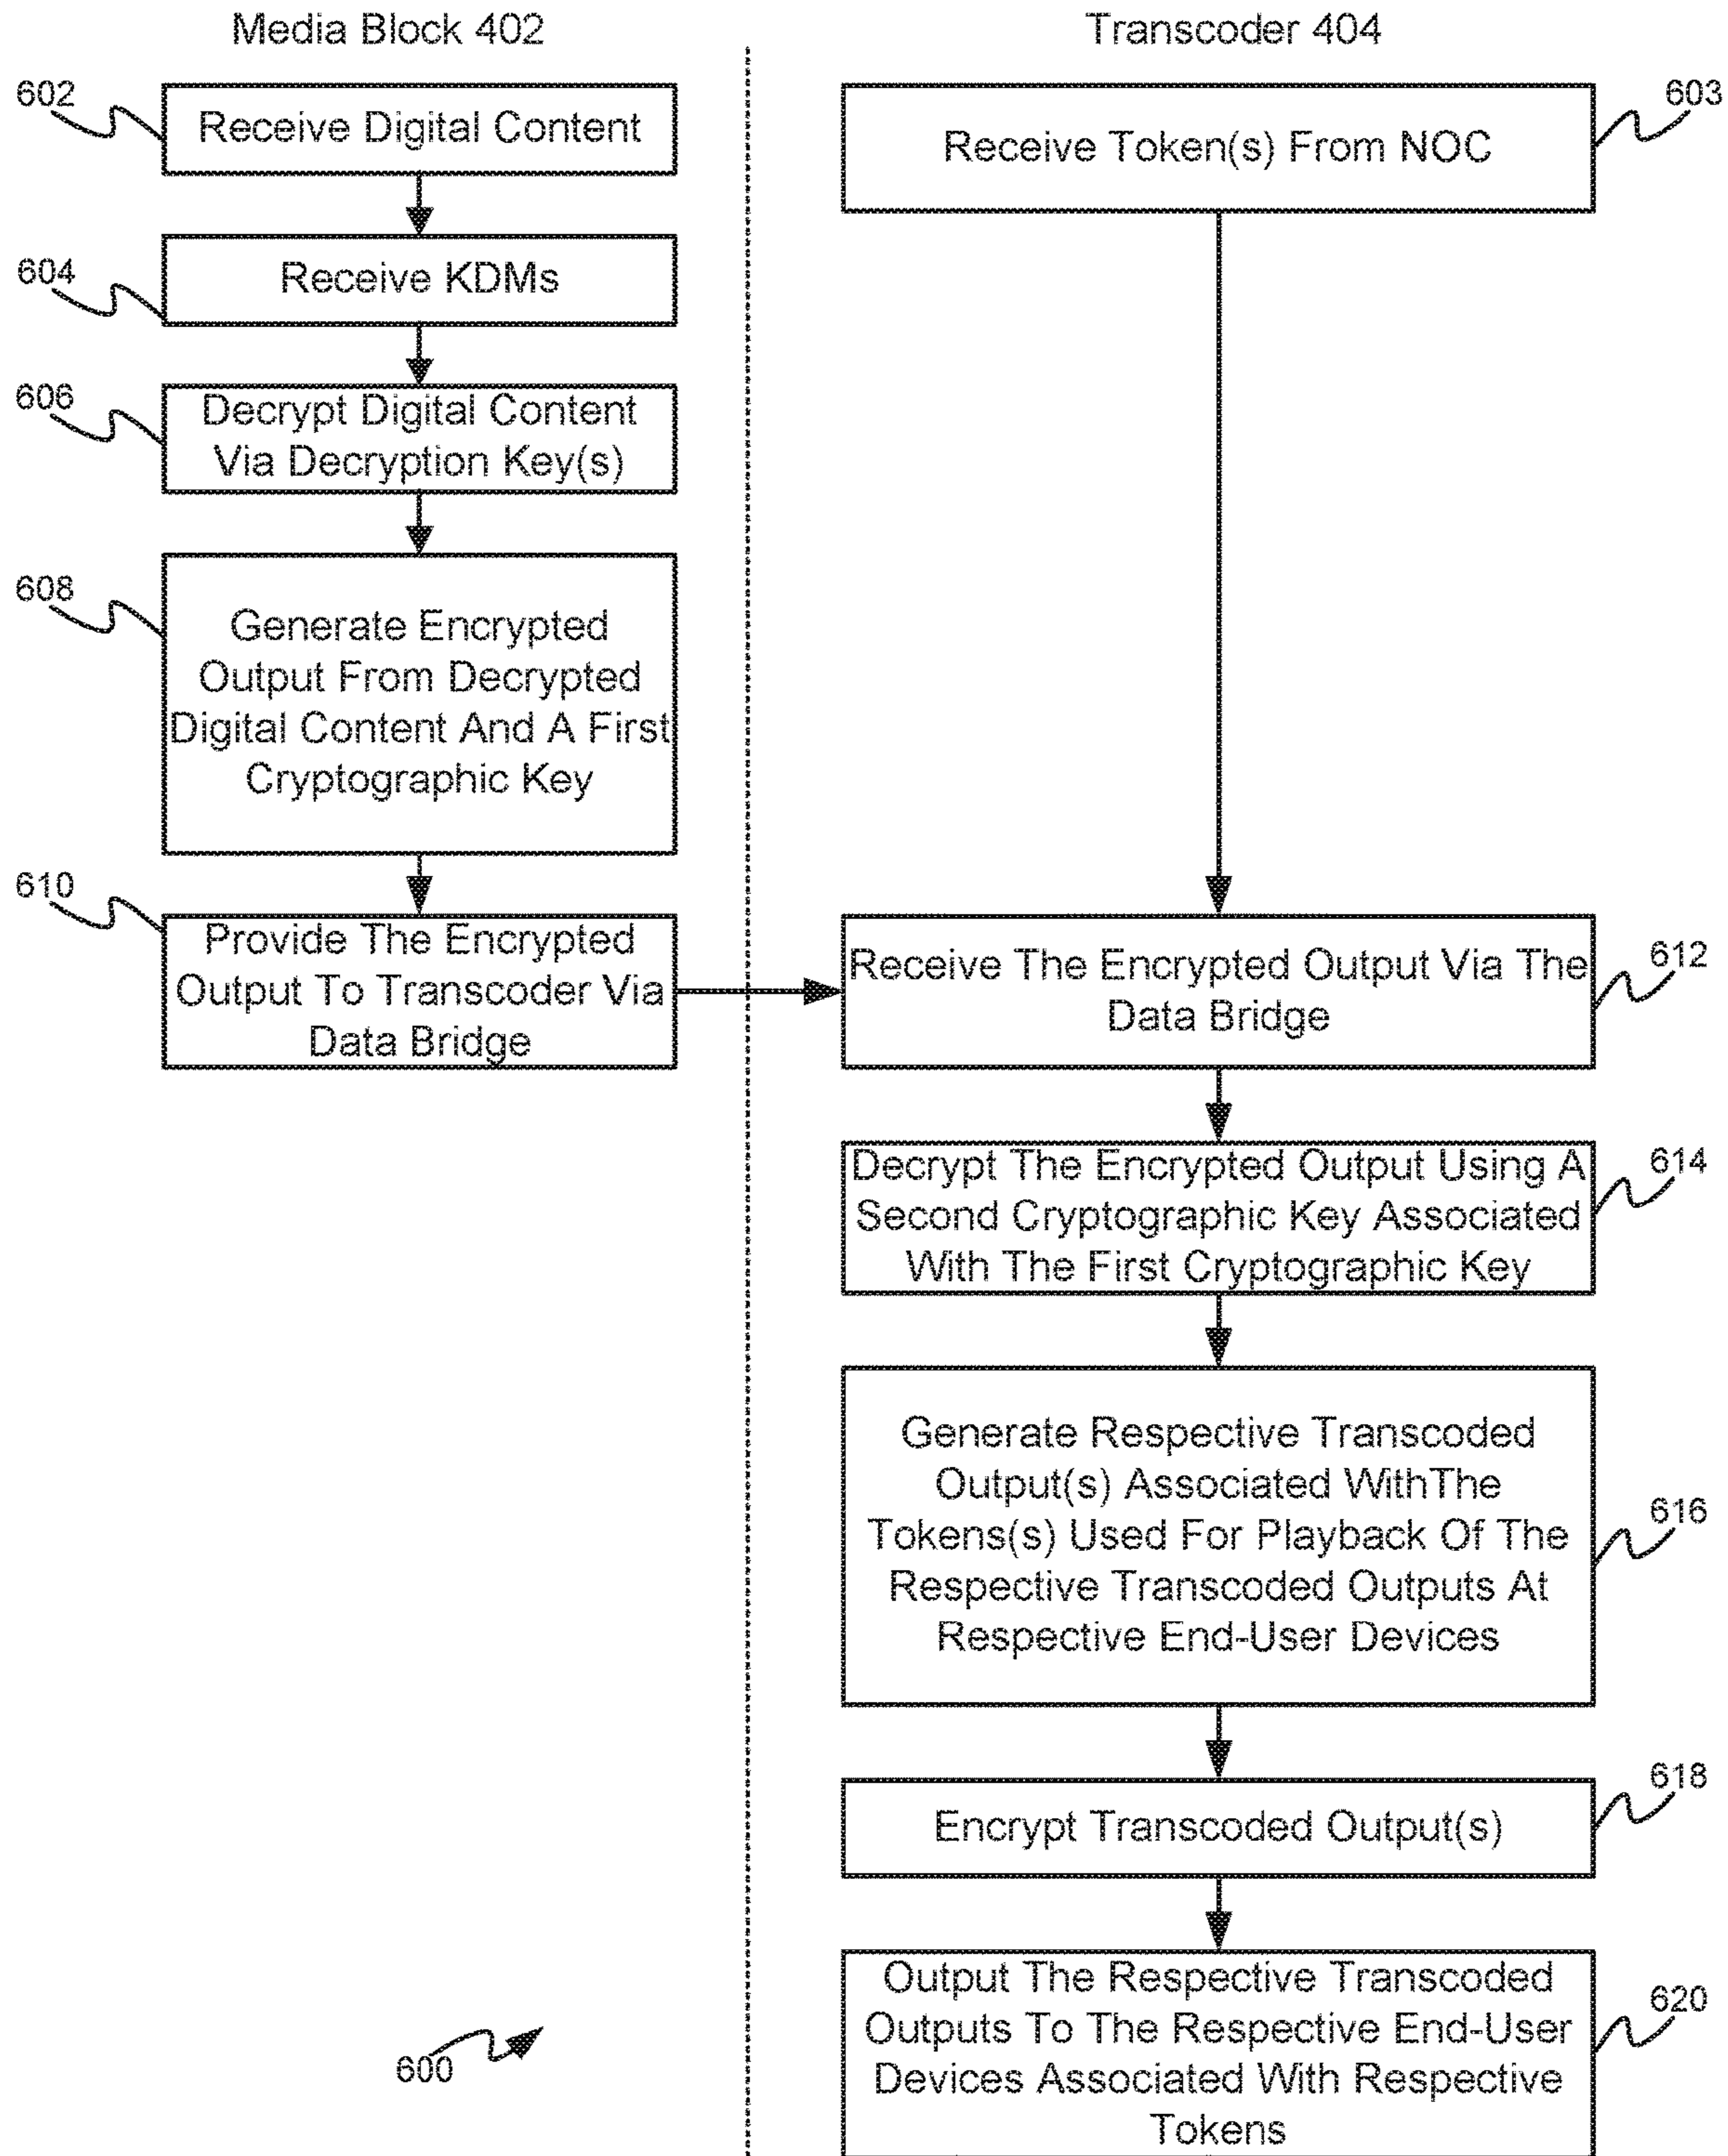 Media Block 402
Transcoder 404
602
Receive Digital Content
603
Receive Token(s) From NOC
604
Receive KDMs
606
Decrypt Digital Content
Via Decryption Key(s)
608
Generate Encrypted
Output From Decrypted
Digital Content And A First
Cryptographic Key
610
Provide The Encrypted
Output To Transcoder Via
Data Bridge
612
Receive The Encrypted Output Via The
Data Bridge
614
Decrypt The Encrypted Output Using A
Second Cryptographic Key Associated
With The First Cryptographic Key
616
Generate Respective Transcoded
Output(s) Associated WithThe
Tokens(s) Used For Playback Of The
Respective Transcoded Outputs At
Respective End-User Devices
618
Encrypt Transcoded Output(s)
620
Output The Respective Transcoded
Outputs To The Respective End-User
Devices Associated With Respective
Tokens
600